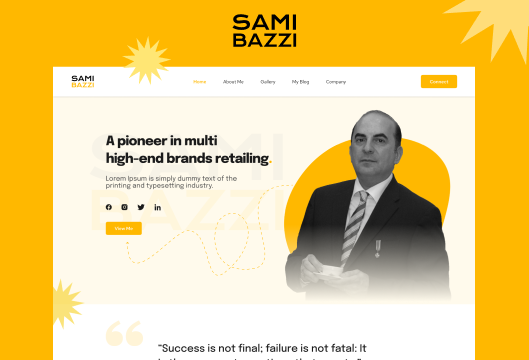 SAMI
BAZZI
SAMI
BAZZI
Home
About Me
Gallery
My Blog
Company
Contact
SAMI
BAZZI
A pioneer in multi
high-end brands retailing.
Lorem Ipsum is simply dummy text of the
printing and typesetting industry.
View Me
“Success is not final; failure is not fatal: It